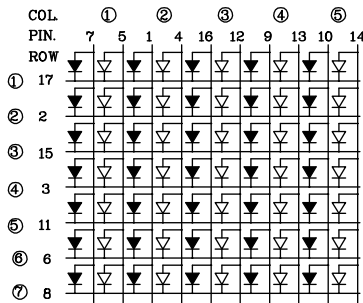 COL. ① ② ③ ④ ⑤
PIN. 7 5 1 4 16 12 9 13 10 14
ROW
① 17
② 2
③ 15
④ 3
⑤ 11
⑥ 6
⑦ 8